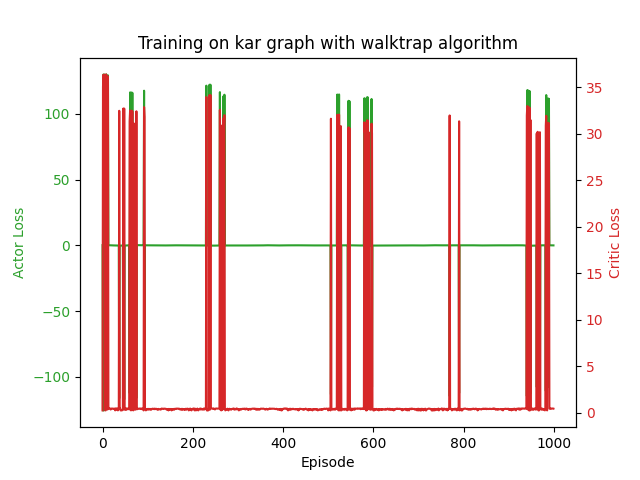 Training on kar graph with walktrap algorithm
100
50
0
−50
−100
Actor Loss
35
30
25
20
15
10
5
0
Critic Loss
0 200 400 600 800 1000
Episode